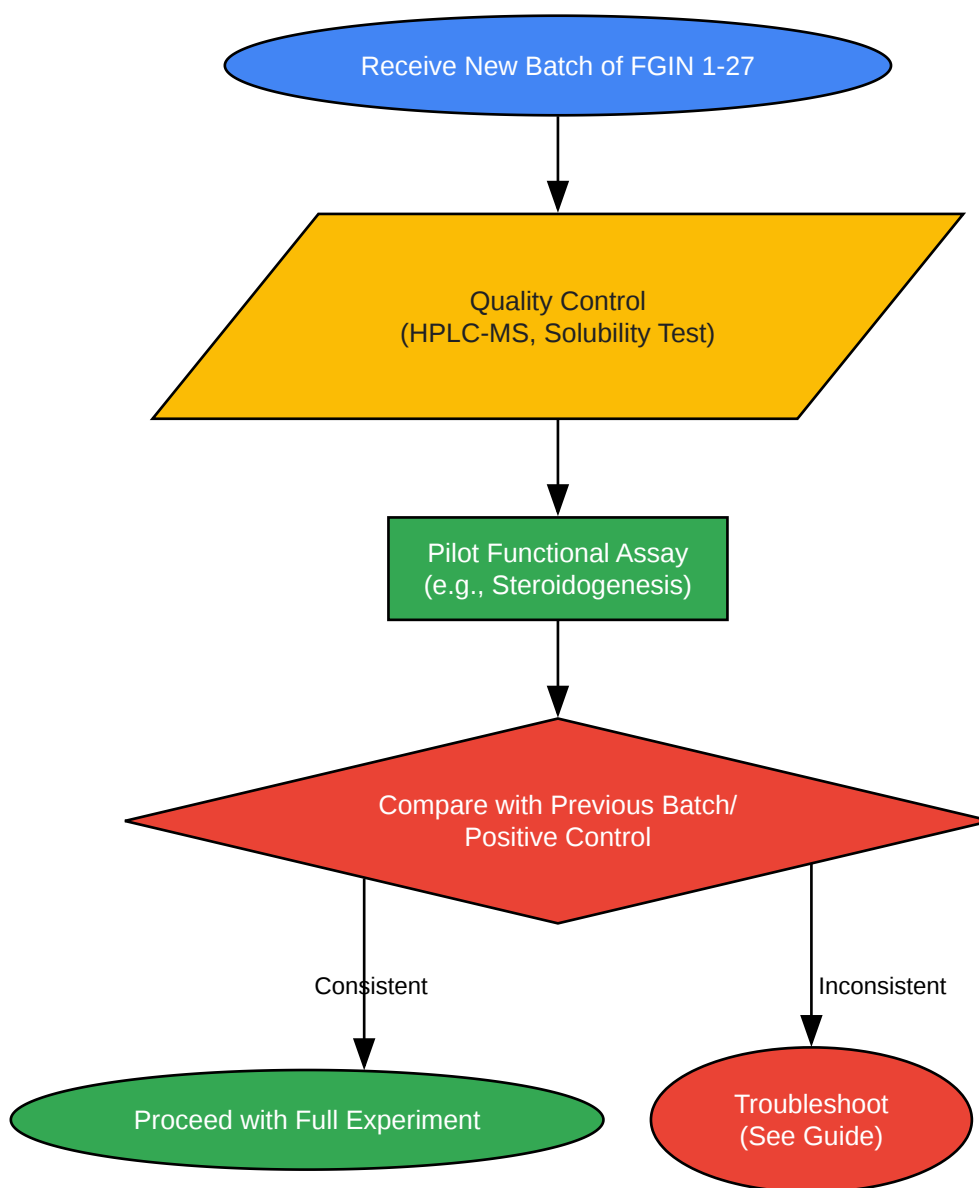 Receive New Batch of FGIN 1-27
Quality Control
(HPLC-MS, Solubility Test)
Pilot Functional Assay
(e.g., Steroidogenesis)
Compare with Previous Batch/
Positive Control
Consistent
Inconsistent
Proceed with Full Experiment
Troubleshoot
(See Guide)